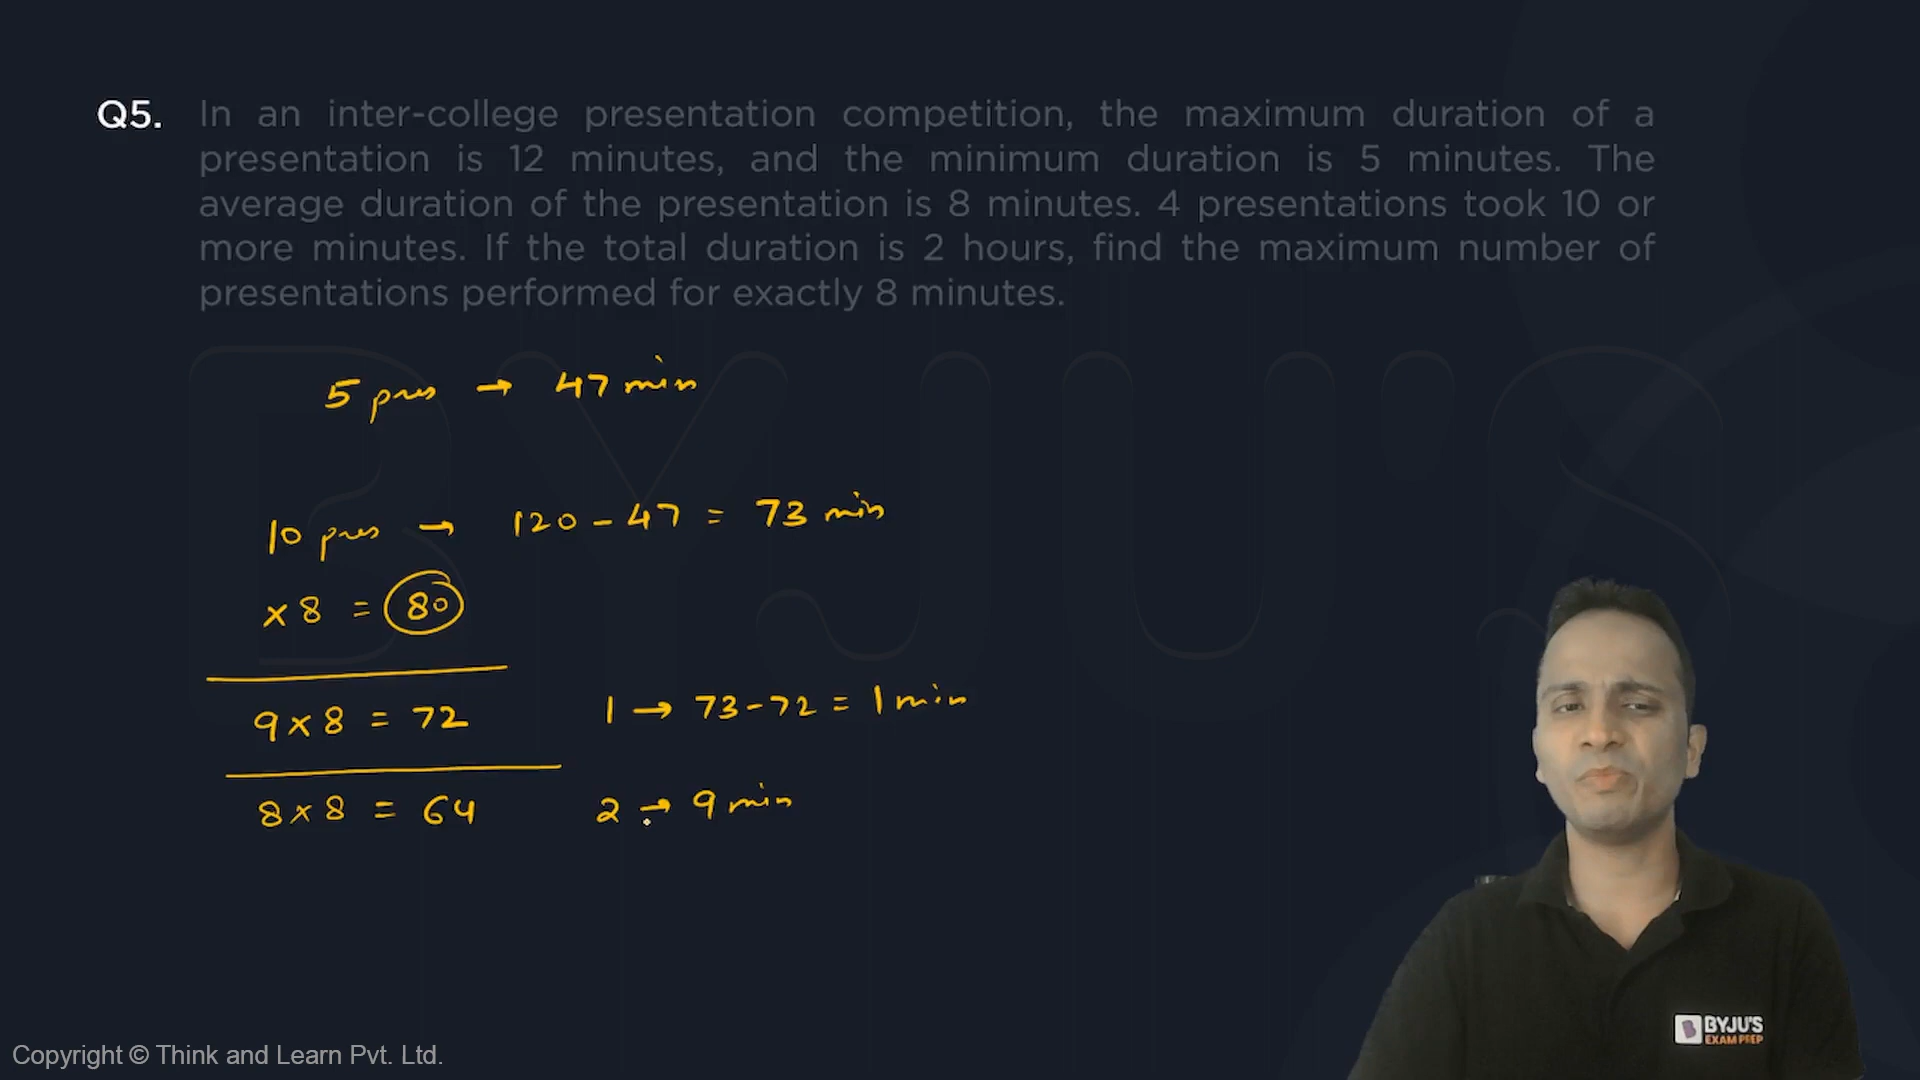 Q5. In an inter-college presentation competition, the maximum duration of a
presentation is 12 minutes, and the minimum duration is 5 minutes. The
average duration of the presentation is 8 minutes. 4 presentations took 10 or
more minutes. If the total duration is 2 hours, find the maximum number of
presentations performed for exactly 8 minutes.
5 pres → 47 min
10 pres → 120 - 47 = 73 min
x 8 = 80
9 x 8 = 72 1 → 73 - 72 = 1 min
8 x 8 = 64 2 → 9 min
BYJU'S
BYJU'S
EXAM PREP
Copyright © Think and Learn Pvt. Ltd.